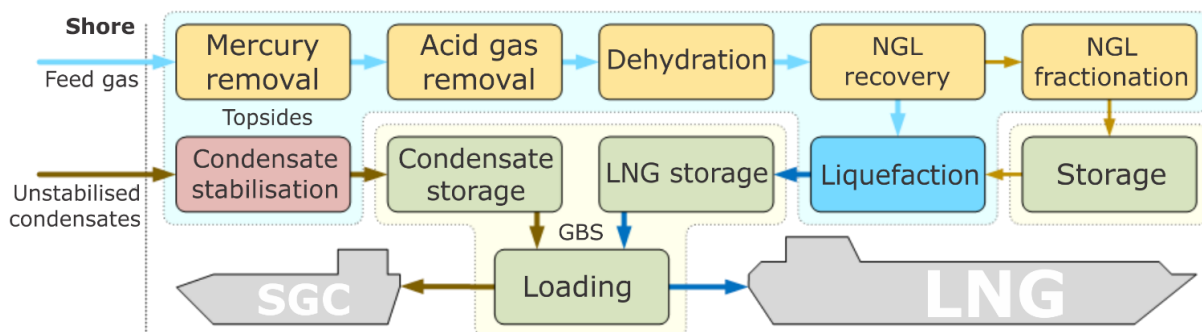 Shore
Feed gas
Mercury
removal
Acid gas
removal
Dehydration
NGL
recovery
NGL
fractionation
Topsides
Unstabilised
condensates
Condensate
stabilisation
Condensate
storage
LNG storage
Liquefaction
Storage
GBS
Loading
SGC
LNG